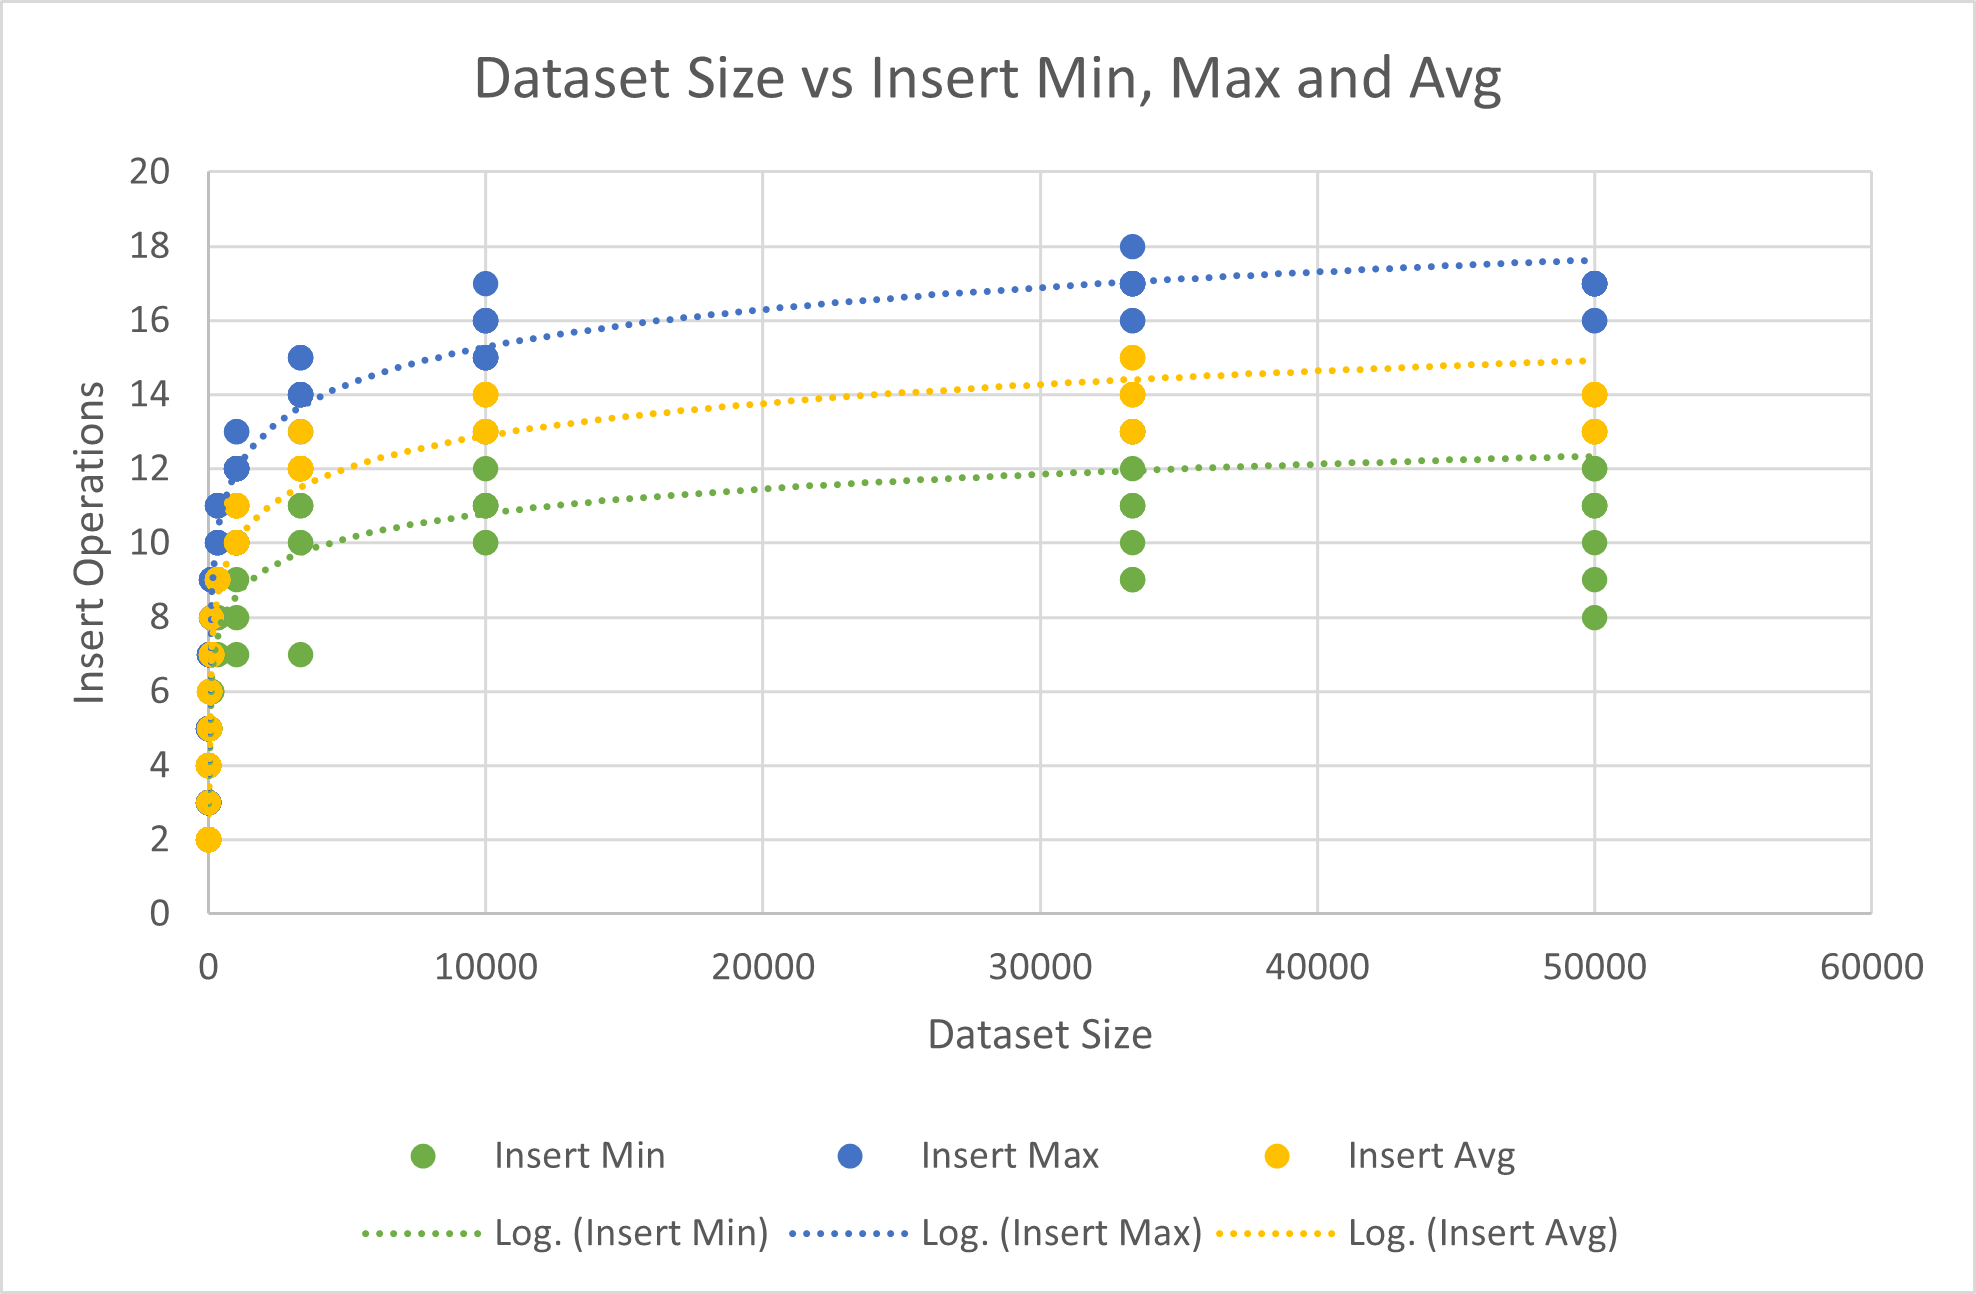 Dataset Size vs Insert Min, Max and Avg
20
18
16
14
12
10
8
6
4
2
0
Insert Operations
0 10000 20000 30000 40000 50000 60000
Dataset Size
Insert Min Insert Max Insert Avg
Log. (Insert Min) Log. (Insert Max) Log. (Insert Avg)